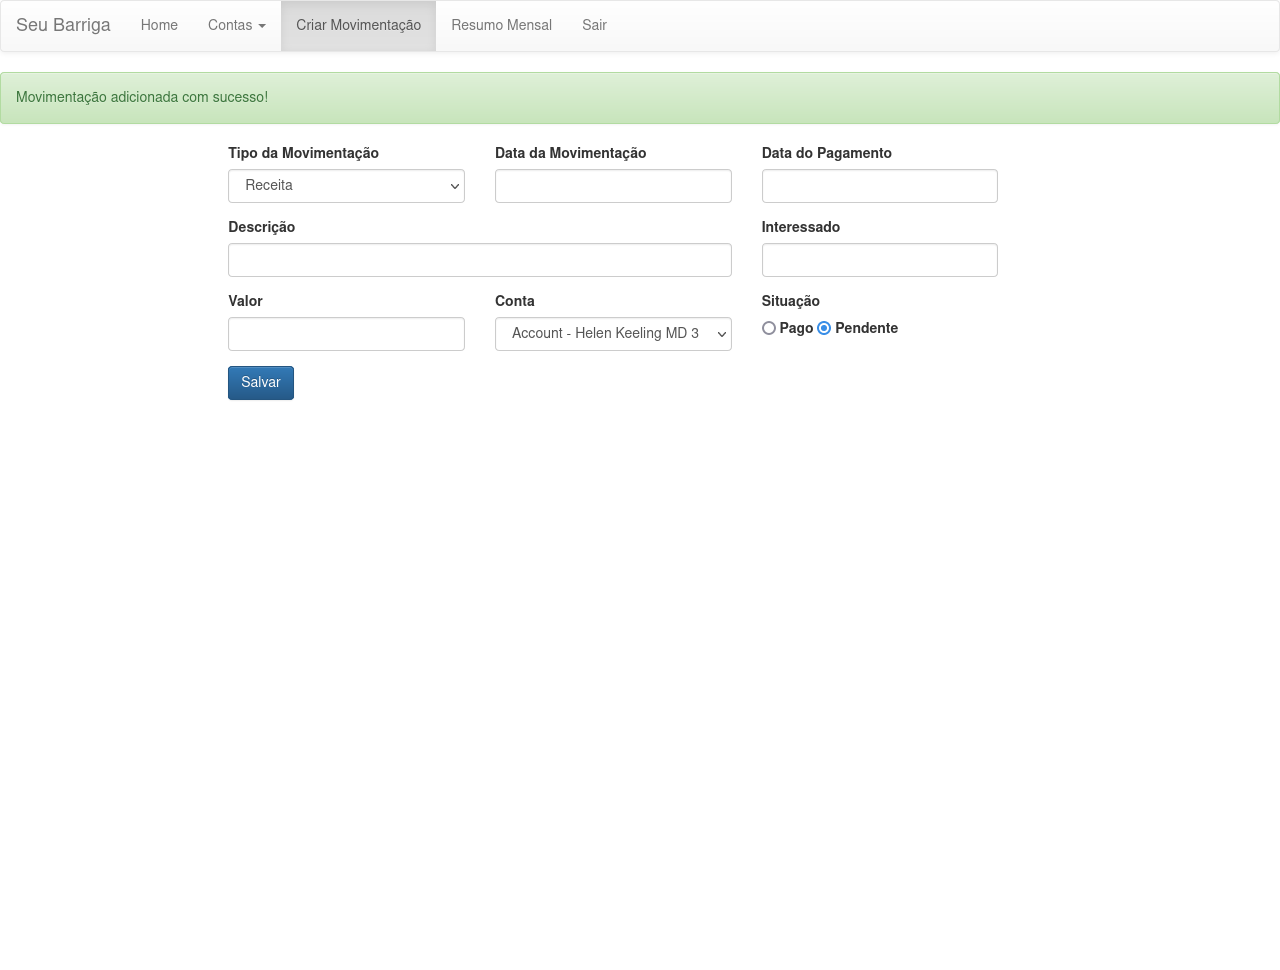 Seu Barriga Home Contas Criar Movimentação Resumo Mensal Sair
Movimentação adicionada com sucesso!
Tipo da Movimentação Data da Movimentação Data do Pagamento
Receita
Descrição Interessado
Valor Conta Situação
Account - Helen Keeling MD 3 Pago Pendente
Salvar